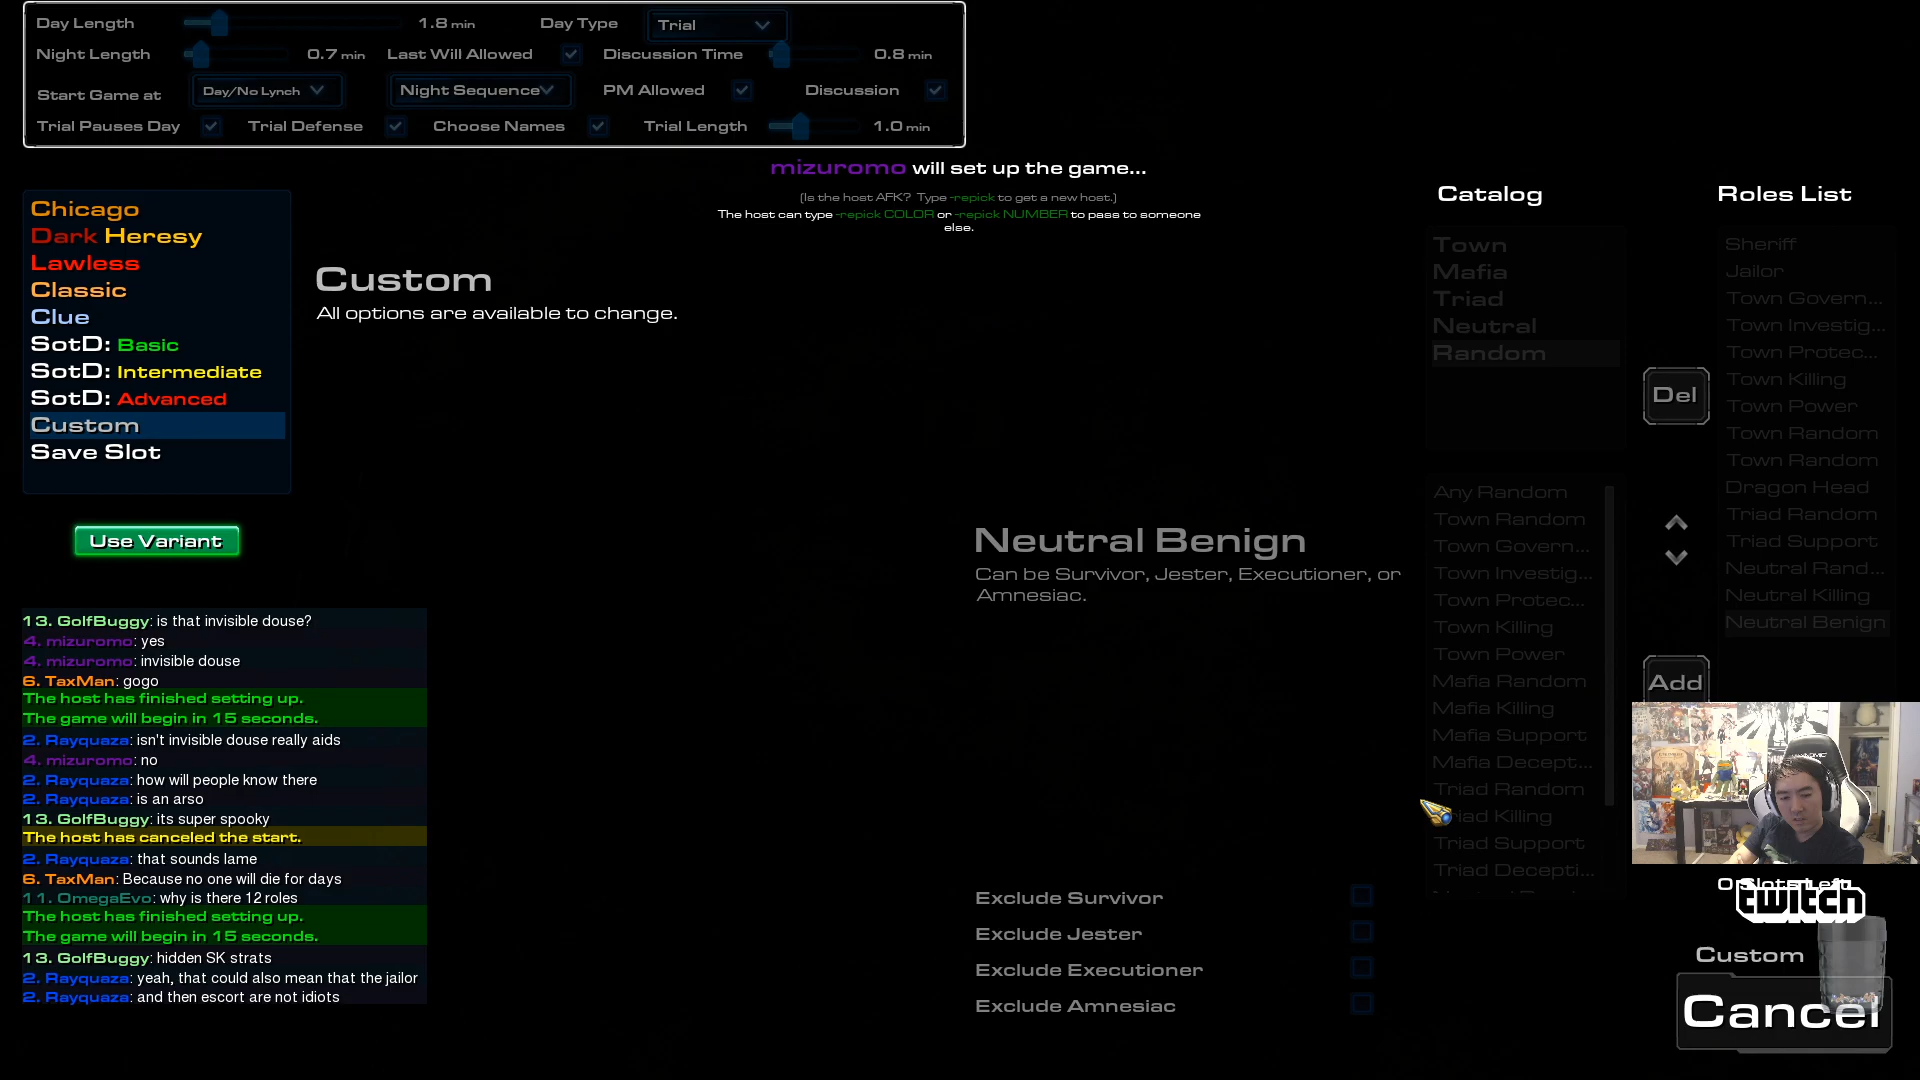 Day Length 1.8 min Day Type Trial
Night Length 0.7 min Last Will Allowed Discussion Time 0.8 min
Start Game at Day/No Lynch Night Sequence PM Allowed Discussion
Trial Pauses Day Trial Defense Choose Names Trial Length 1.0 min
mizuromo will set up the game...
(Is the host AFK? Type -repick to get a new host.)
The host can type -repick COLOR or -repick NUMBER to pass to someone
else.
Chicago
Dark Heresy
Lawless
Classic
Clue
SotD: Basic
SotD: Intermediate
SotD: Advanced
Custom
Save Slot
Use Variant
Custom
All options are available to change.
13. GolfBuggy: is that invisible douse?
4. mizuromo: yes
4. mizuromo: invisible douse
6. TaxMan: gogo
The host has finished setting up.
The game will begin in 15 seconds.
2. Rayquaza: isn't invisible douse really aids
4. mizuromo: no
2. Rayquaza: how will people know there
2. Rayquaza: is an arso
13. GolfBuggy: its super spooky
The host has canceled the start.
2. Rayquaza: that sounds lame
6. TaxMan: Because no one will die for days
11. OmegaEvo: why is there 12 roles
The host has finished setting up.
The game will begin in 15 seconds.
13. GolfBuggy: hidden SK strats
2. Rayquaza: yeah, that could also mean that the jailor
2. Rayquaza: and then escort are not idiots
Neutral Benign
Can be Survivor, Jester, Executioner, or
Amnesiac.
Exclude Survivor
Exclude Jester
Exclude Executioner
Exclude Amnesiac
Catalog
Town
Mafia
Triad
Neutral
Random
Any Random
Town Random
Town Govern...
Town Investig...
Town Protec...
Town Killing
Town Power
Mafia Random
Mafia Killing
Mafia Support
Mafia Decept...
Triad Random
Triad Killing
Triad Support
Triad Decepti...
Del
Add
Roles List
Sheriff
Jailor
Town Govern...
Town Investig...
Town Protec...
Town Killing
Town Power
Town Random
Town Random
Dragon Head
Triad Random
Triad Support
Neutral Rand...
Neutral Killing
Neutral Benign
0 Slots Left
twitch
Custom
Cancel